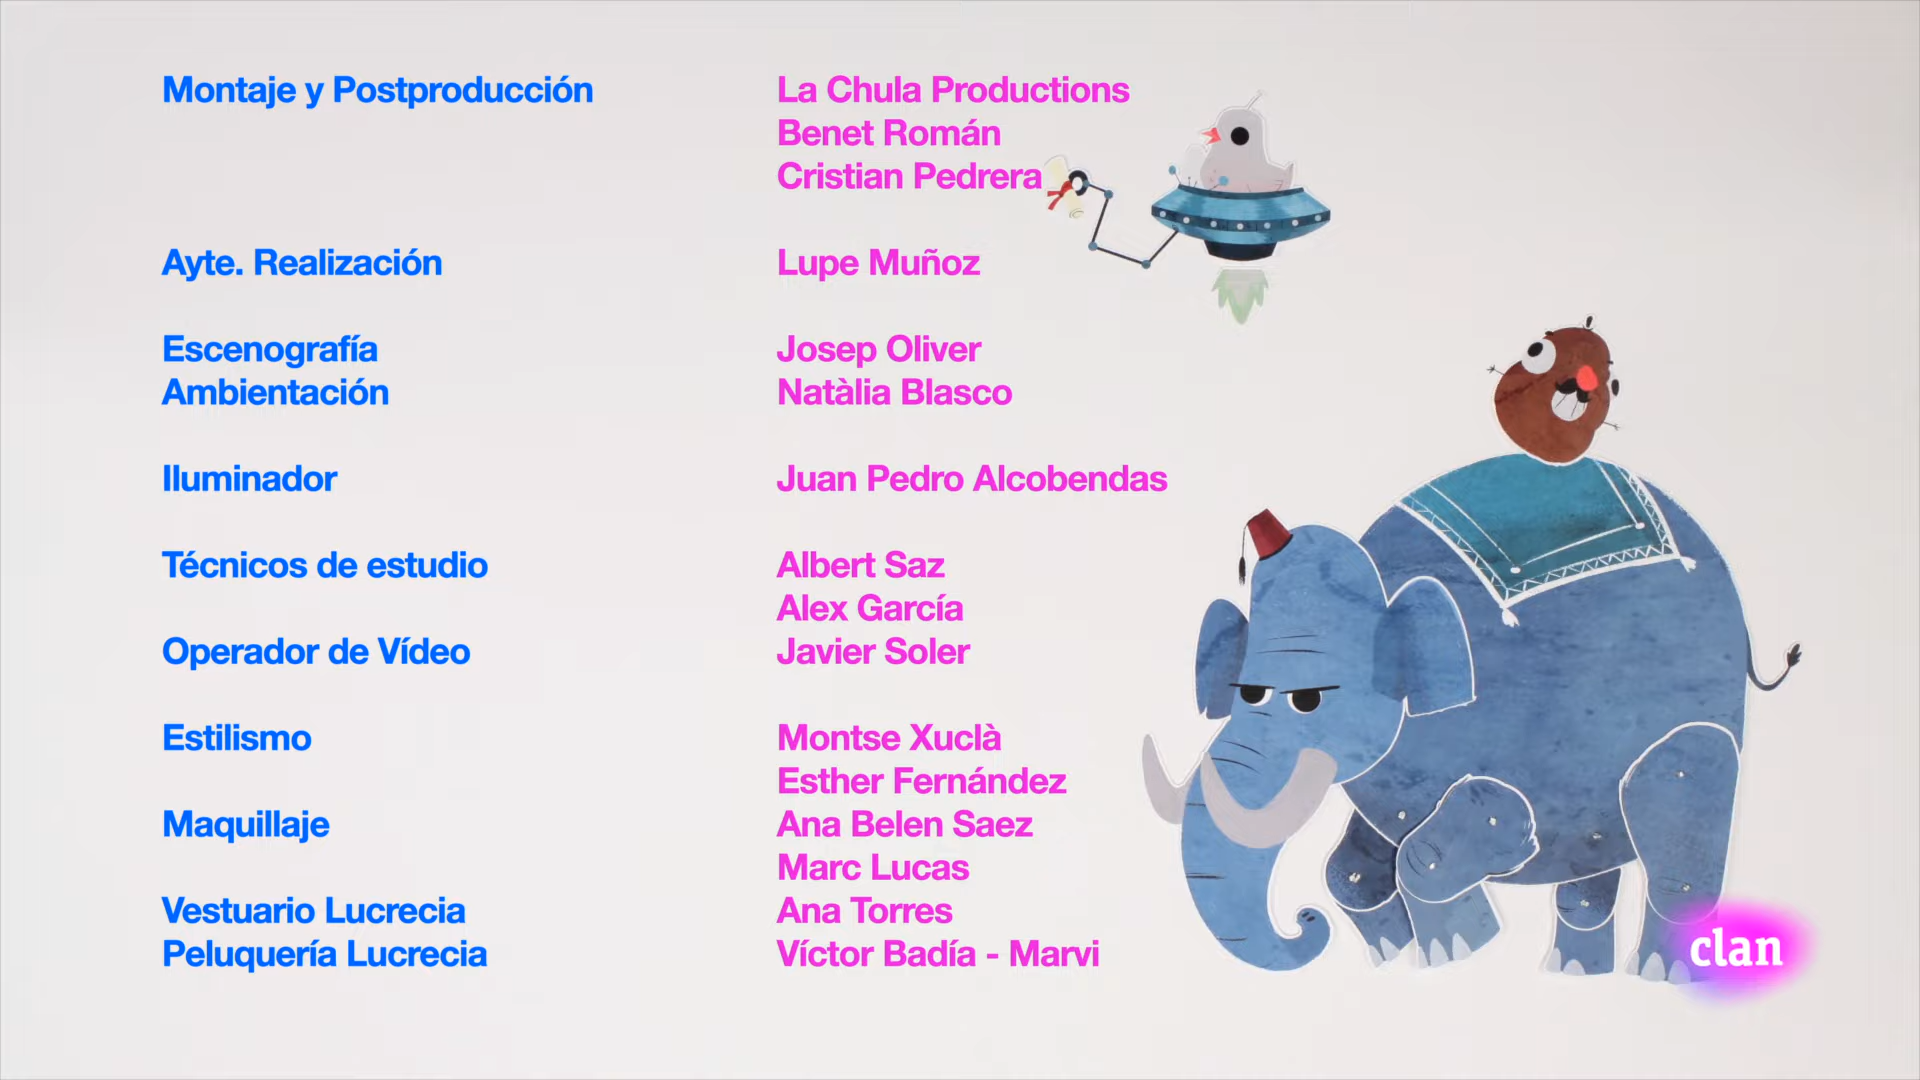 Montaje y Postproducción La Chula Productions
Benet Román
Cristian Pedrera
Ayte. Realización Lupe Muñoz
Escenografía Josep Oliver
Ambientación Natàlia Blasco
Iluminador Juan Pedro Alcobendas
Técnicos de estudio Albert Saz
Alex García
Operador de Vídeo Javier Soler
Estilismo Montse Xuclà
Esther Fernández
Maquillaje Ana Belen Saez
Marc Lucas
Vestuario Lucrecia Ana Torres
Peluquería Lucrecia Víctor Badía - Marvi
clan